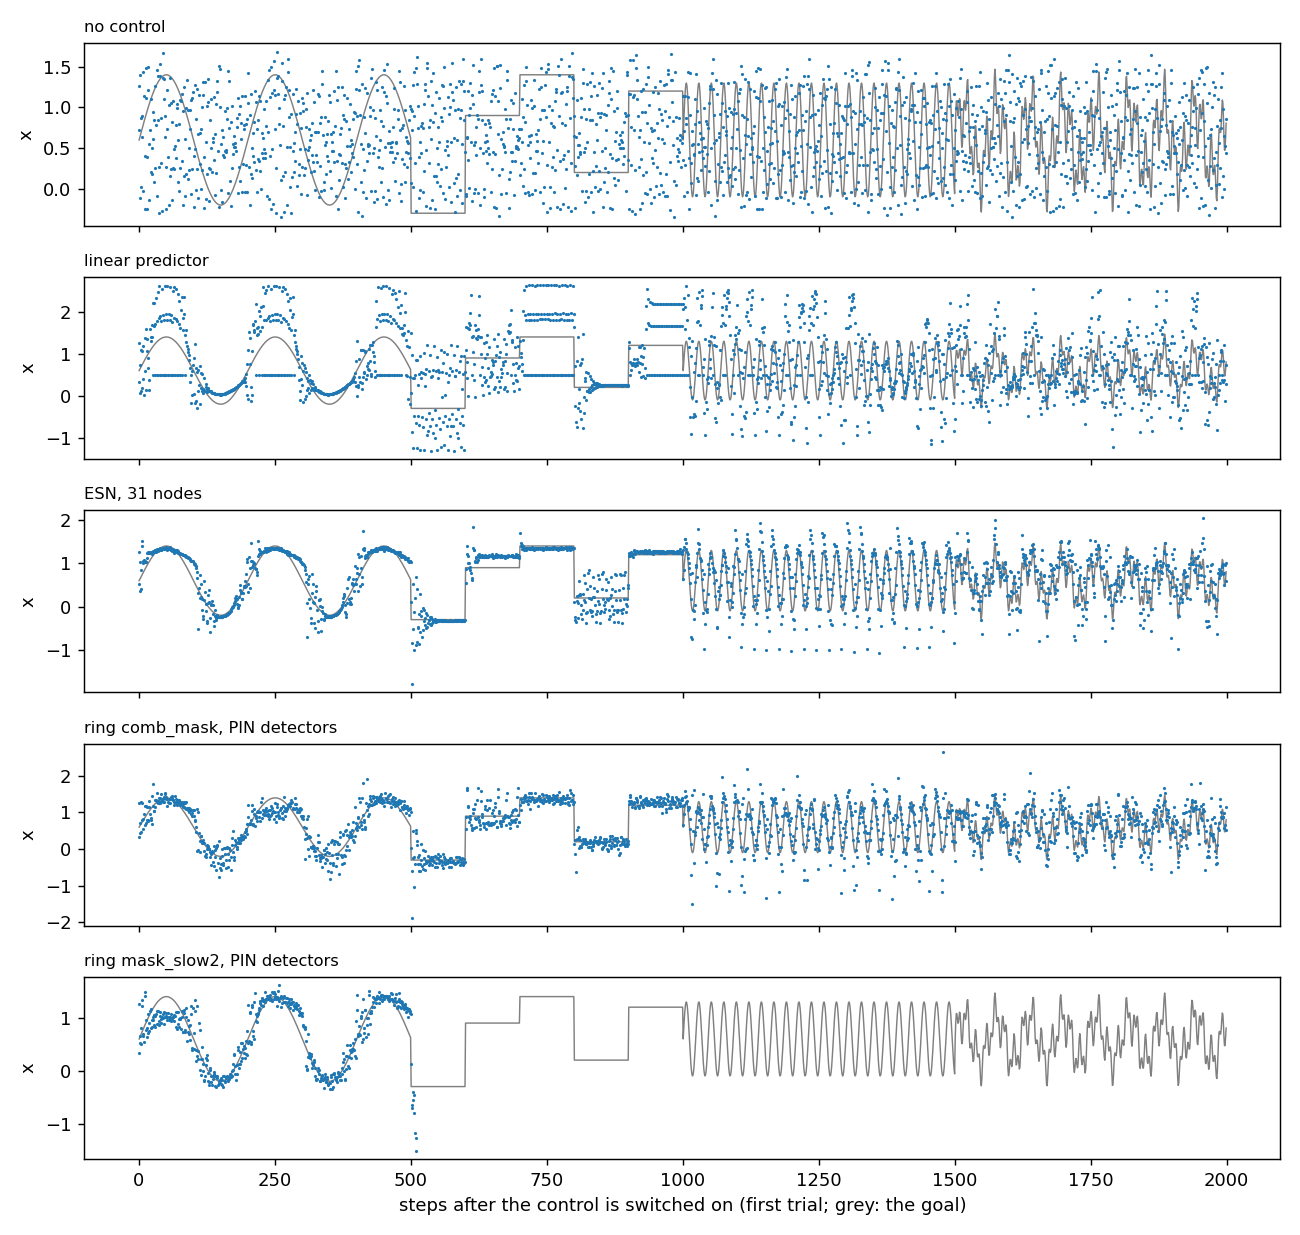 no control
1.5
1.0
0.5
0.0
x
linear predictor
2
1
0
−1
x
ESN, 31 nodes
2
1
0
−1
x
ring comb_mask, PIN detectors
2
1
0
−1
−2
x
ring mask_slow2, PIN detectors
1
0
−1
x
0 250 500 750 1000 1250 1500 1750 2000
steps after the control is switched on (first trial; grey: the goal)